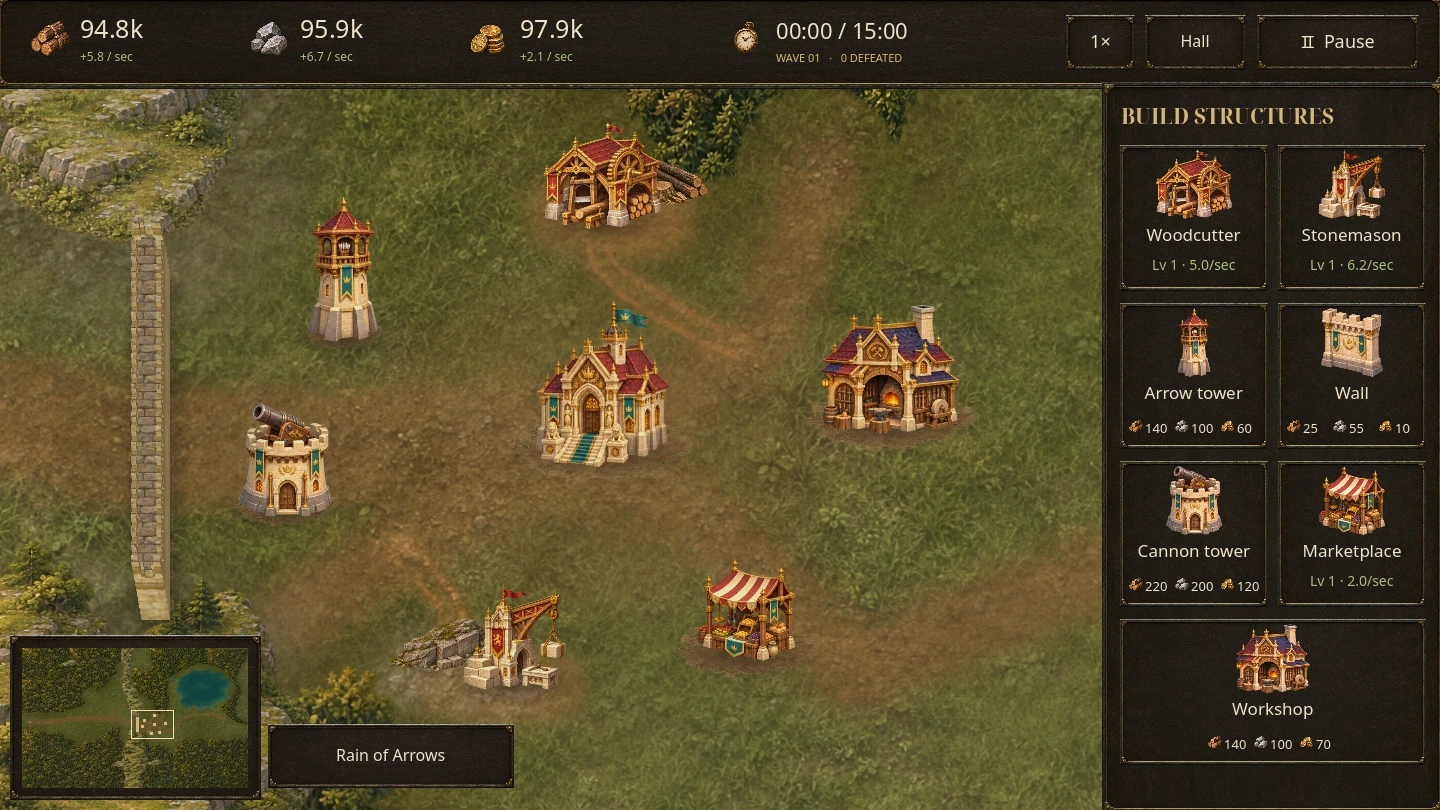 94.8k
+5.8 / sec
95.9k
+6.7 / sec
97.9k
+2.1 / sec
00:00 / 15:00
WAVE 01 · 0 DEFEATED
1×
Hall
Pause
BUILD STRUCTURES
Woodcutter
Lv 1 · 5.0/sec
Stonemason
Lv 1 · 6.2/sec
Arrow tower
140 100 60
Wall
25 55 10
Cannon tower
220 200 120
Marketplace
Lv 1 · 2.0/sec
Workshop
140 100 70
Rain of Arrows